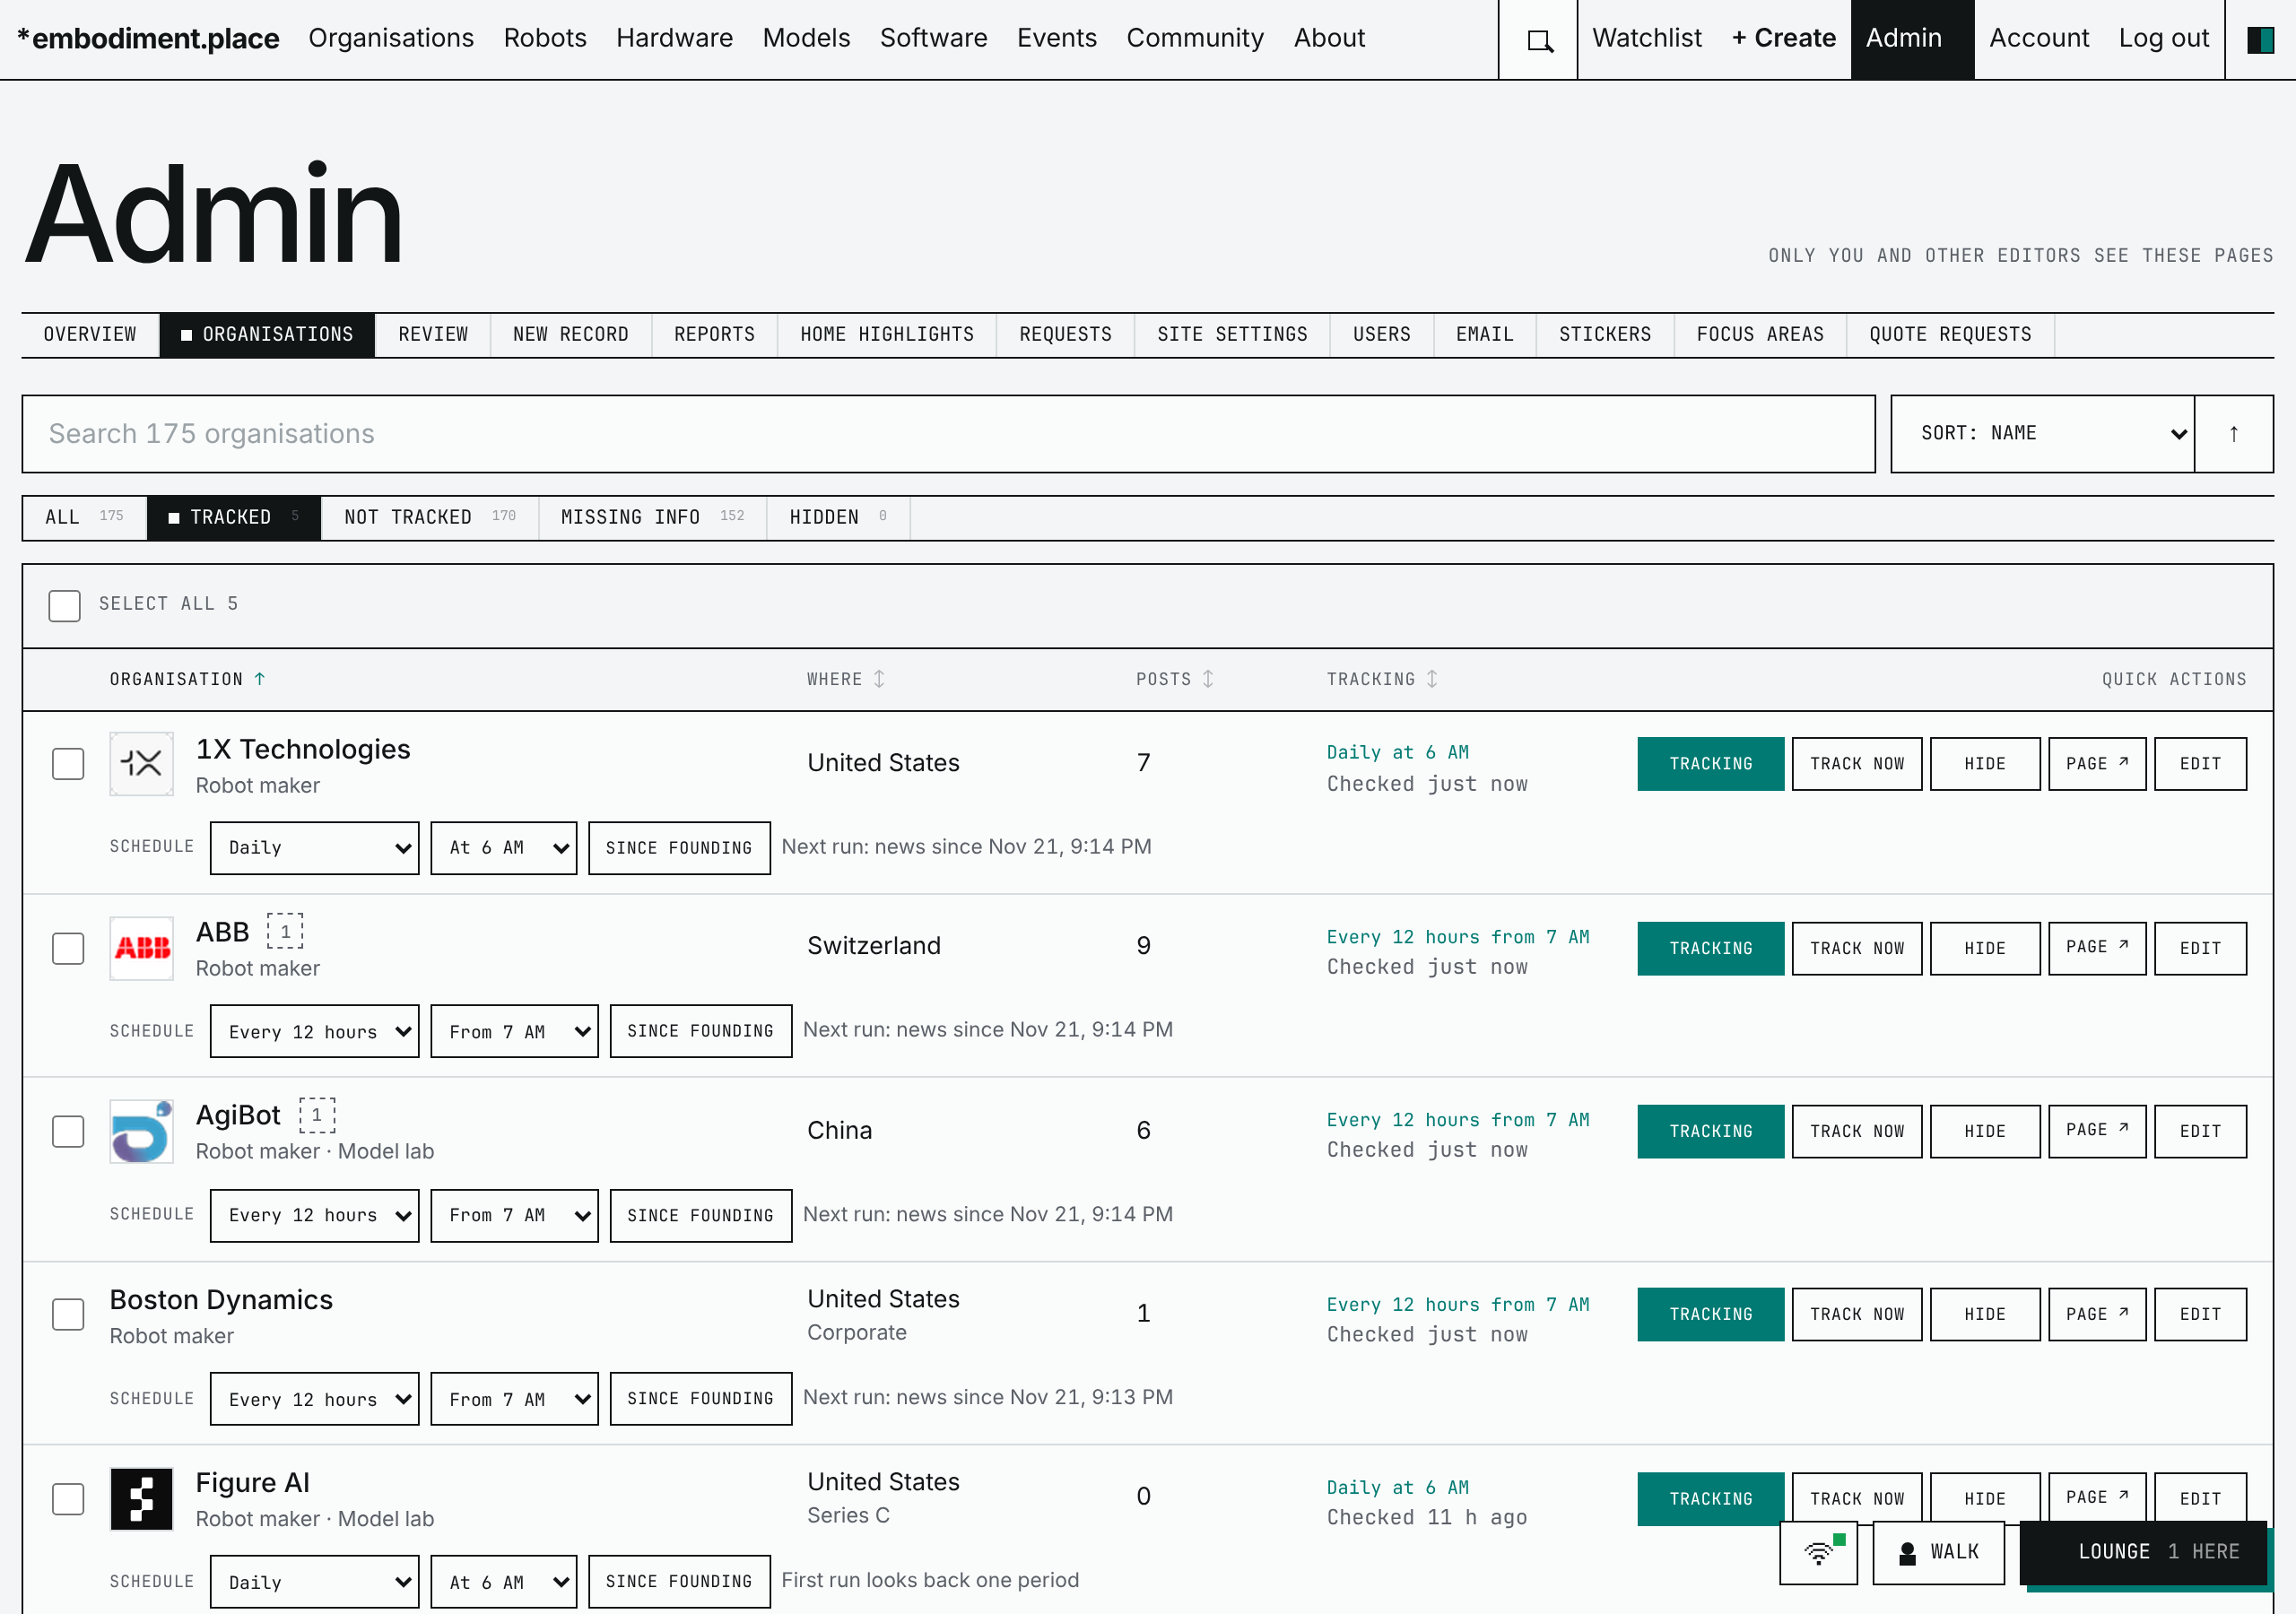 *embodiment.place Organisations Robots Hardware Models Software Events Community About Watchlist + Create Admin Account Log out
Admin
ONLY YOU AND OTHER EDITORS SEE THESE PAGES
OVERVIEW ORGANISATIONS REVIEW NEW RECORD REPORTS HOME HIGHLIGHTS REQUESTS SITE SETTINGS USERS EMAIL STICKERS FOCUS AREAS QUOTE REQUESTS
Search 175 organisations SORT: NAME ↑
ALL 175 TRACKED 5 NOT TRACKED 170 MISSING INFO 152 HIDDEN 0
SELECT ALL 5
ORGANISATION ↑ WHERE ↕ POSTS ↕ TRACKING ↕ QUICK ACTIONS
1X Technologies
Robot maker
United States
7
Daily at 6 AM
Checked just now
TRACKING TRACK NOW HIDE PAGE ↗ EDIT
SCHEDULE Daily At 6 AM SINCE FOUNDING Next run: news since Nov 21, 9:14 PM
ABB
ABB 1
Robot maker
Switzerland
9
Every 12 hours from 7 AM
Checked just now
TRACKING TRACK NOW HIDE PAGE ↗ EDIT
SCHEDULE Every 12 hours From 7 AM SINCE FOUNDING Next run: news since Nov 21, 9:14 PM
AgiBot 1
Robot maker · Model lab
China
6
Every 12 hours from 7 AM
Checked just now
TRACKING TRACK NOW HIDE PAGE ↗ EDIT
SCHEDULE Every 12 hours From 7 AM SINCE FOUNDING Next run: news since Nov 21, 9:14 PM
Boston Dynamics
Robot maker
United States
Corporate
1
Every 12 hours from 7 AM
Checked just now
TRACKING TRACK NOW HIDE PAGE ↗ EDIT
SCHEDULE Every 12 hours From 7 AM SINCE FOUNDING Next run: news since Nov 21, 9:13 PM
Figure AI
Robot maker · Model lab
United States
Series C
0
Daily at 6 AM
Checked 11 h ago
TRACKING TRACK NOW HIDE PAGE ↗ EDIT
SCHEDULE Daily At 6 AM SINCE FOUNDING First run looks back one period
WALK LOUNGE 1 HERE